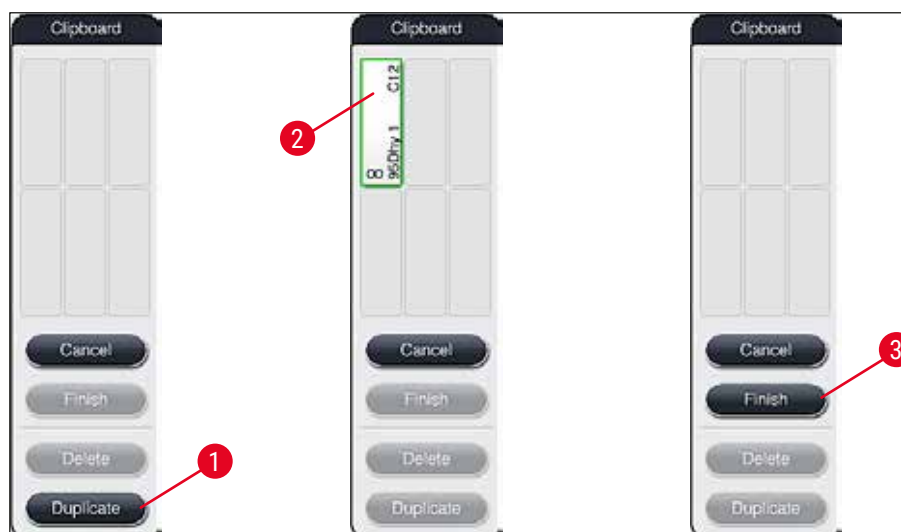 Clipboard
Cancel
Finish
Delete
Duplicate
1
Clipboard
C12
95Dhy 1
8
2
Cancel
Finish
Delete
Duplicate
Clipboard
Cancel
Finish
3
Delete
Duplicate